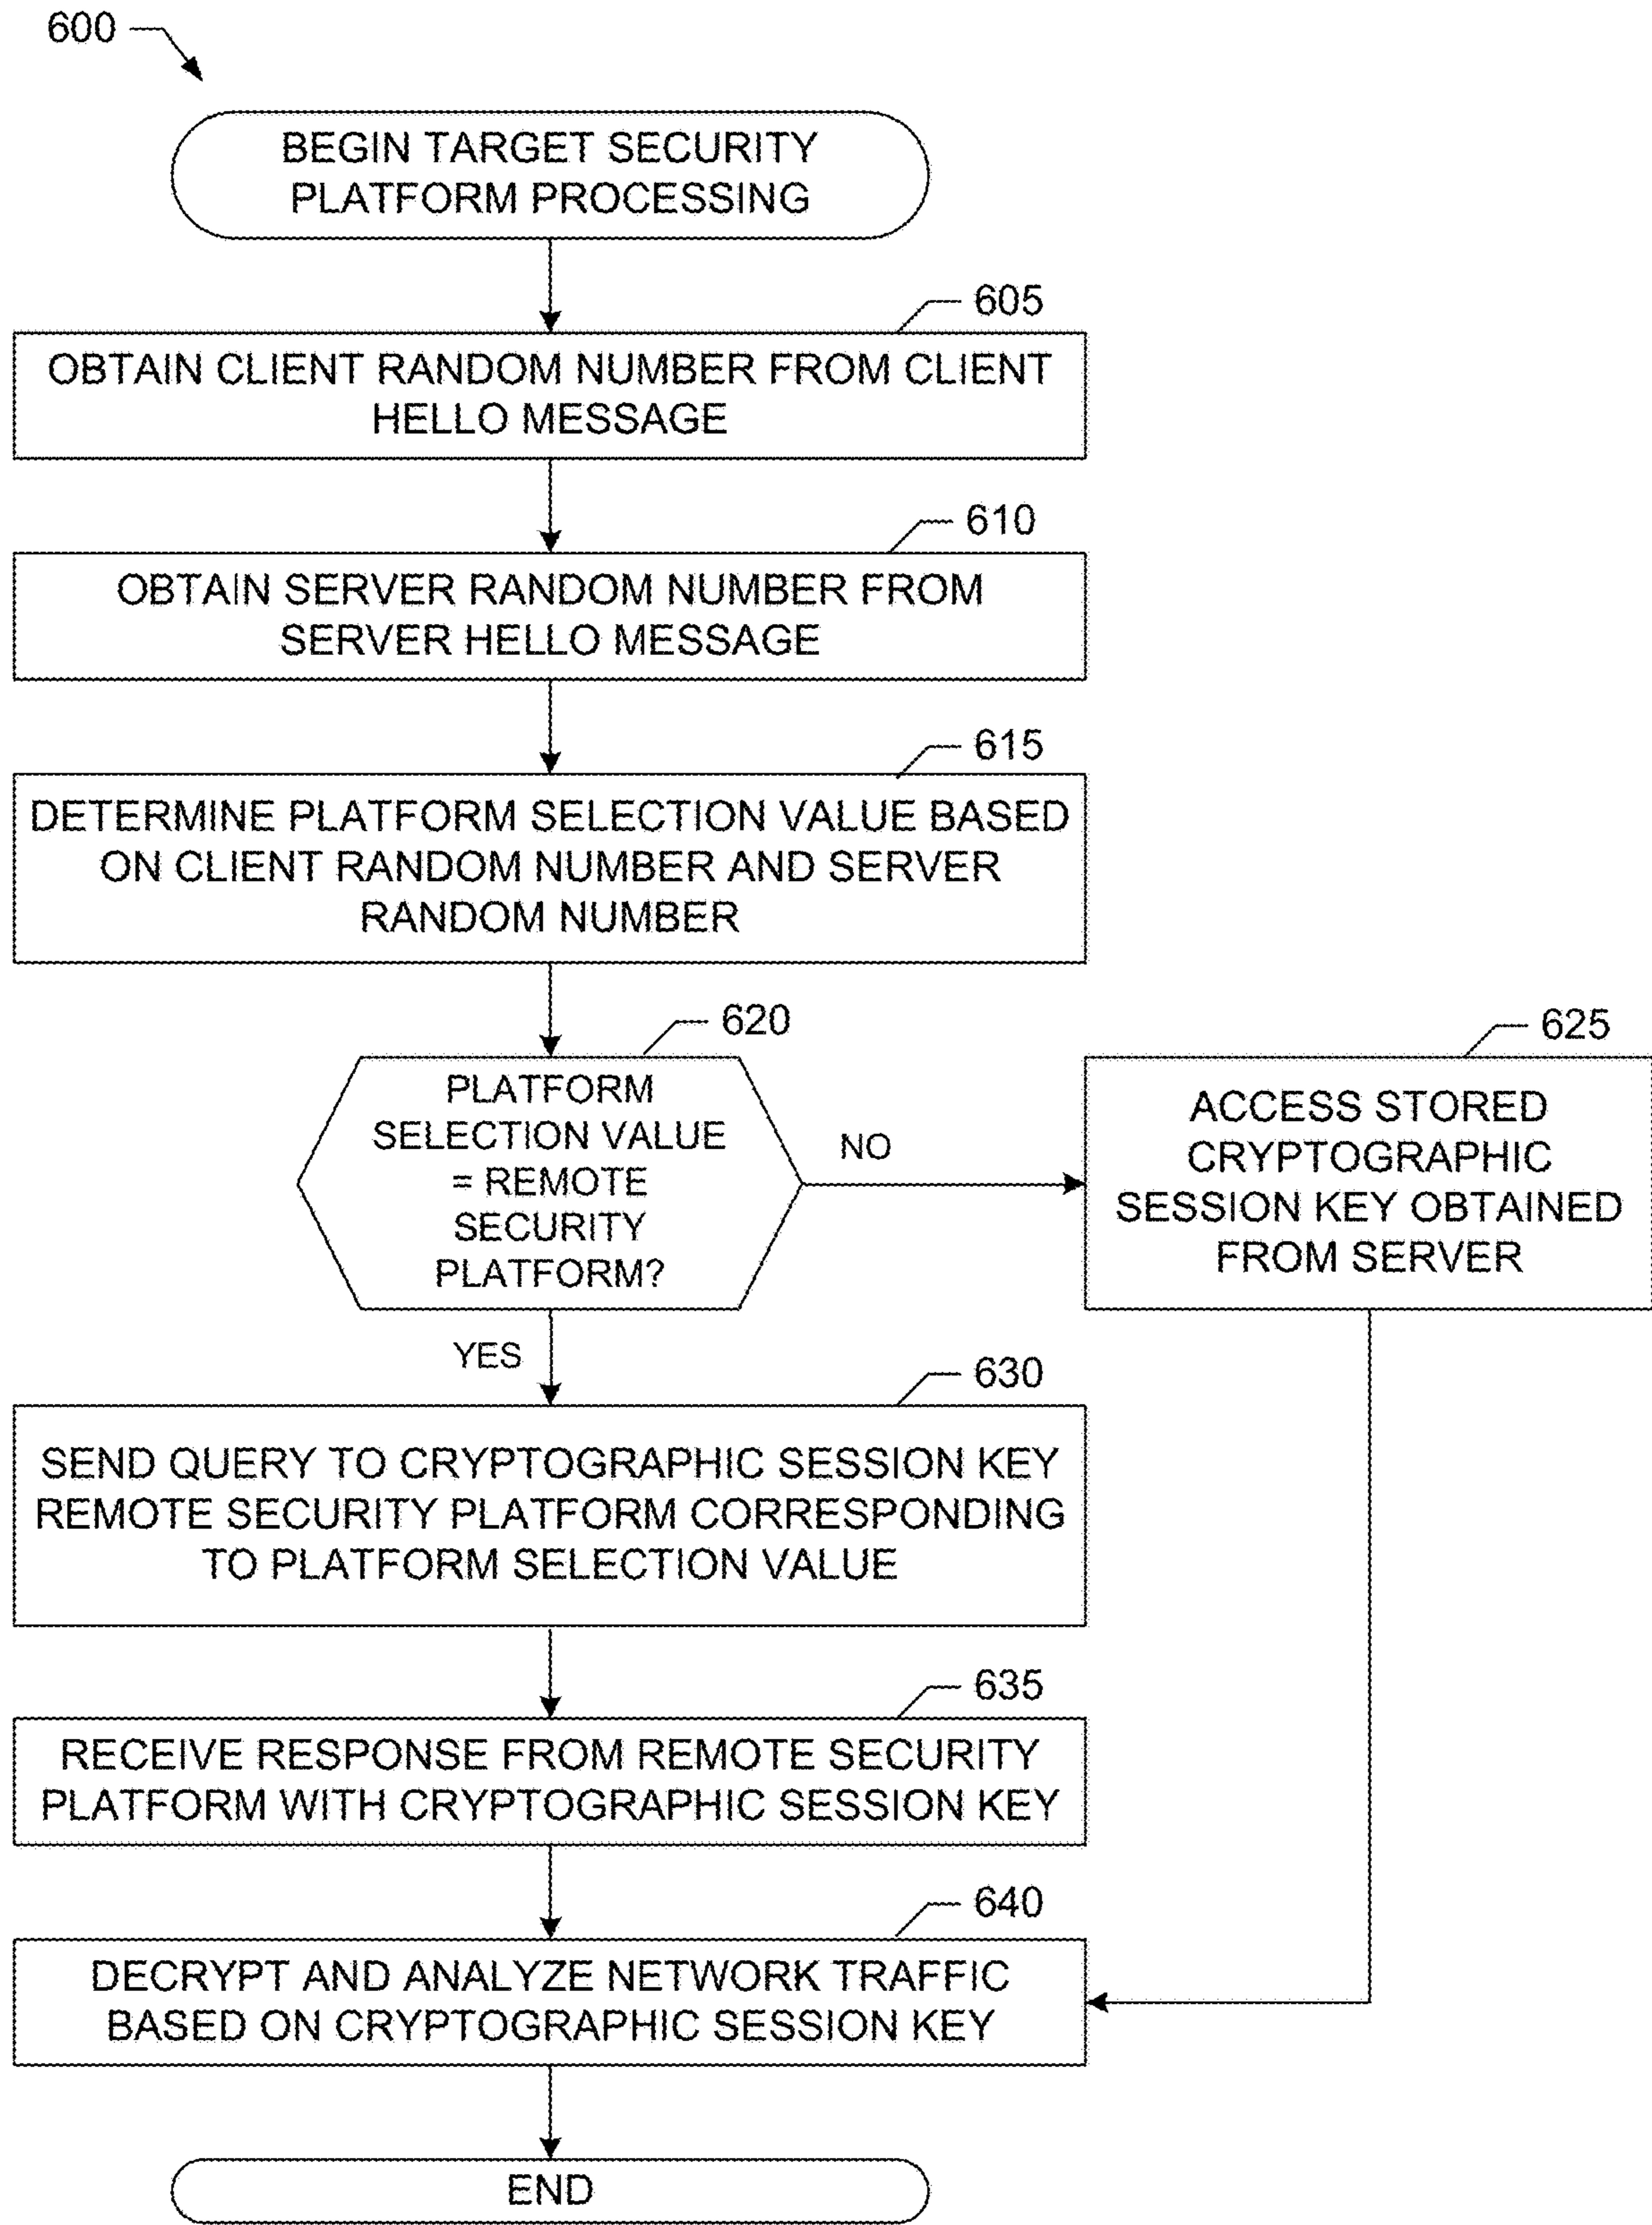 600
BEGIN TARGET SECURITY
PLATFORM PROCESSING
605
OBTAIN CLIENT RANDOM NUMBER FROM CLIENT
HELLO MESSAGE
610
OBTAIN SERVER RANDOM NUMBER FROM
SERVER HELLO MESSAGE
615
DETERMINE PLATFORM SELECTION VALUE BASED
ON CLIENT RANDOM NUMBER AND SERVER
RANDOM NUMBER
620
PLATFORM
SELECTION VALUE
= REMOTE
SECURITY
PLATFORM?
NO
625
ACCESS STORED
CRYPTOGRAPHIC
SESSION KEY OBTAINED
FROM SERVER
YES
630
SEND QUERY TO CRYPTOGRAPHIC SESSION KEY
REMOTE SECURITY PLATFORM CORRESPONDING
TO PLATFORM SELECTION VALUE
635
RECEIVE RESPONSE FROM REMOTE SECURITY
PLATFORM WITH CRYPTOGRAPHIC SESSION KEY
640
DECRYPT AND ANALYZE NETWORK TRAFFIC
BASED ON CRYPTOGRAPHIC SESSION KEY
END